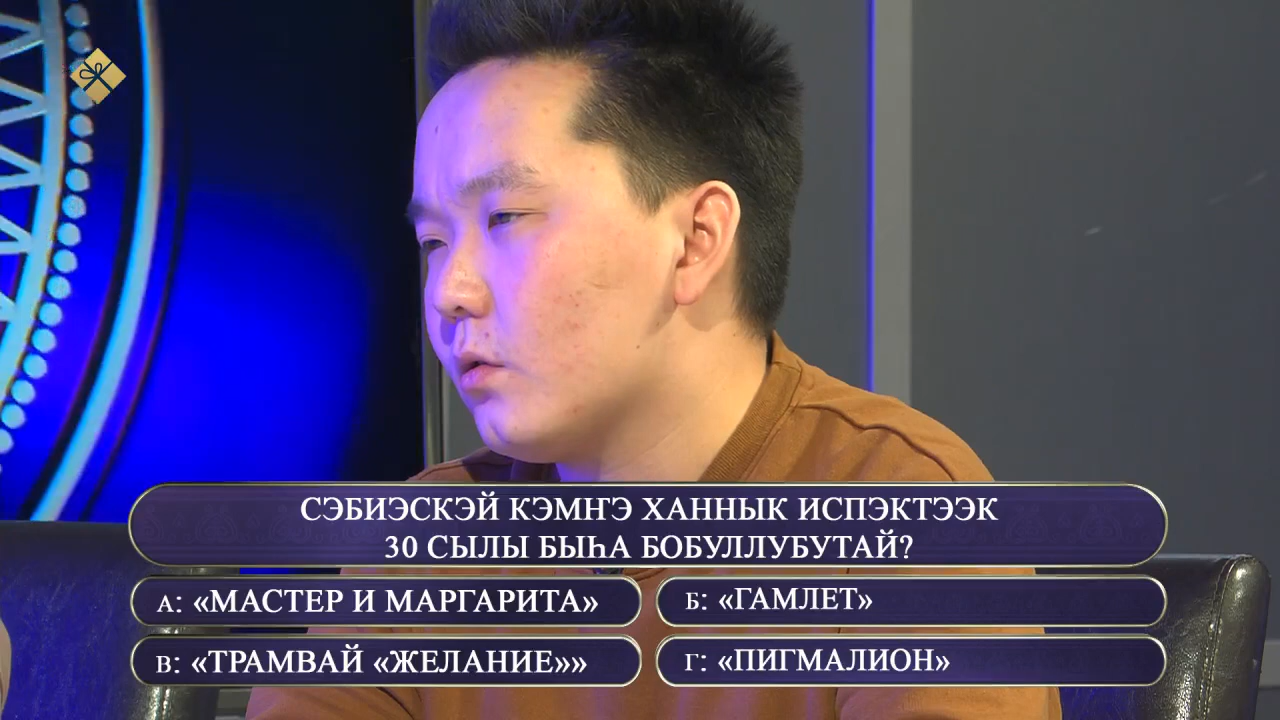 СЭБИЭСКЭЙ КЭМҤЭ ХАННЫК ИСПЭКТЭЭК
30 СЫЛЫ БЫҺА БОБУЛЛУБУТАЙ?
А: «МАСТЕР И МАРГАРИТА»
Б: «ГАМЛЕТ»
В: «ТРАМВАЙ «ЖЕЛАНИЕ»»
Г: «ПИГМАЛИОН»